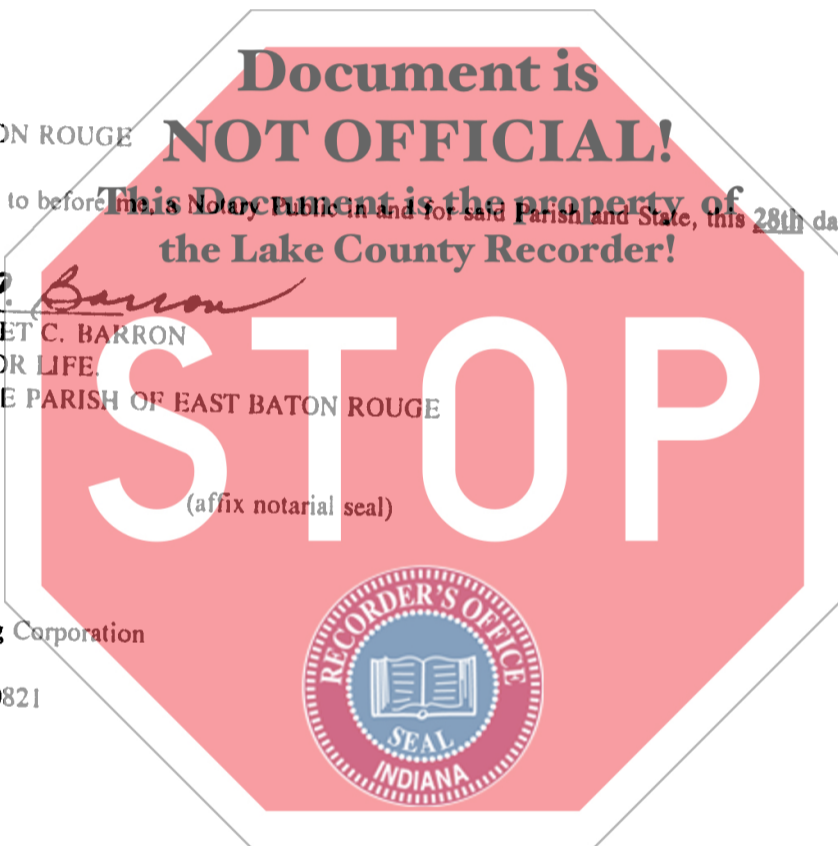 Document is
NOT OFFICIAL!
ON ROUGE
to before me, a Notary Public in and for said Parish and State, this 28th da
This Document is the property of
the Lake County Recorder!
Barron
ET C. BARRON
OR LIFE.
E PARISH OF EAST BATON ROUGE
STOP
(affix notarial seal)
RECORDER'S OFFICE
SEAL
INDIANA
g Corporation
0821